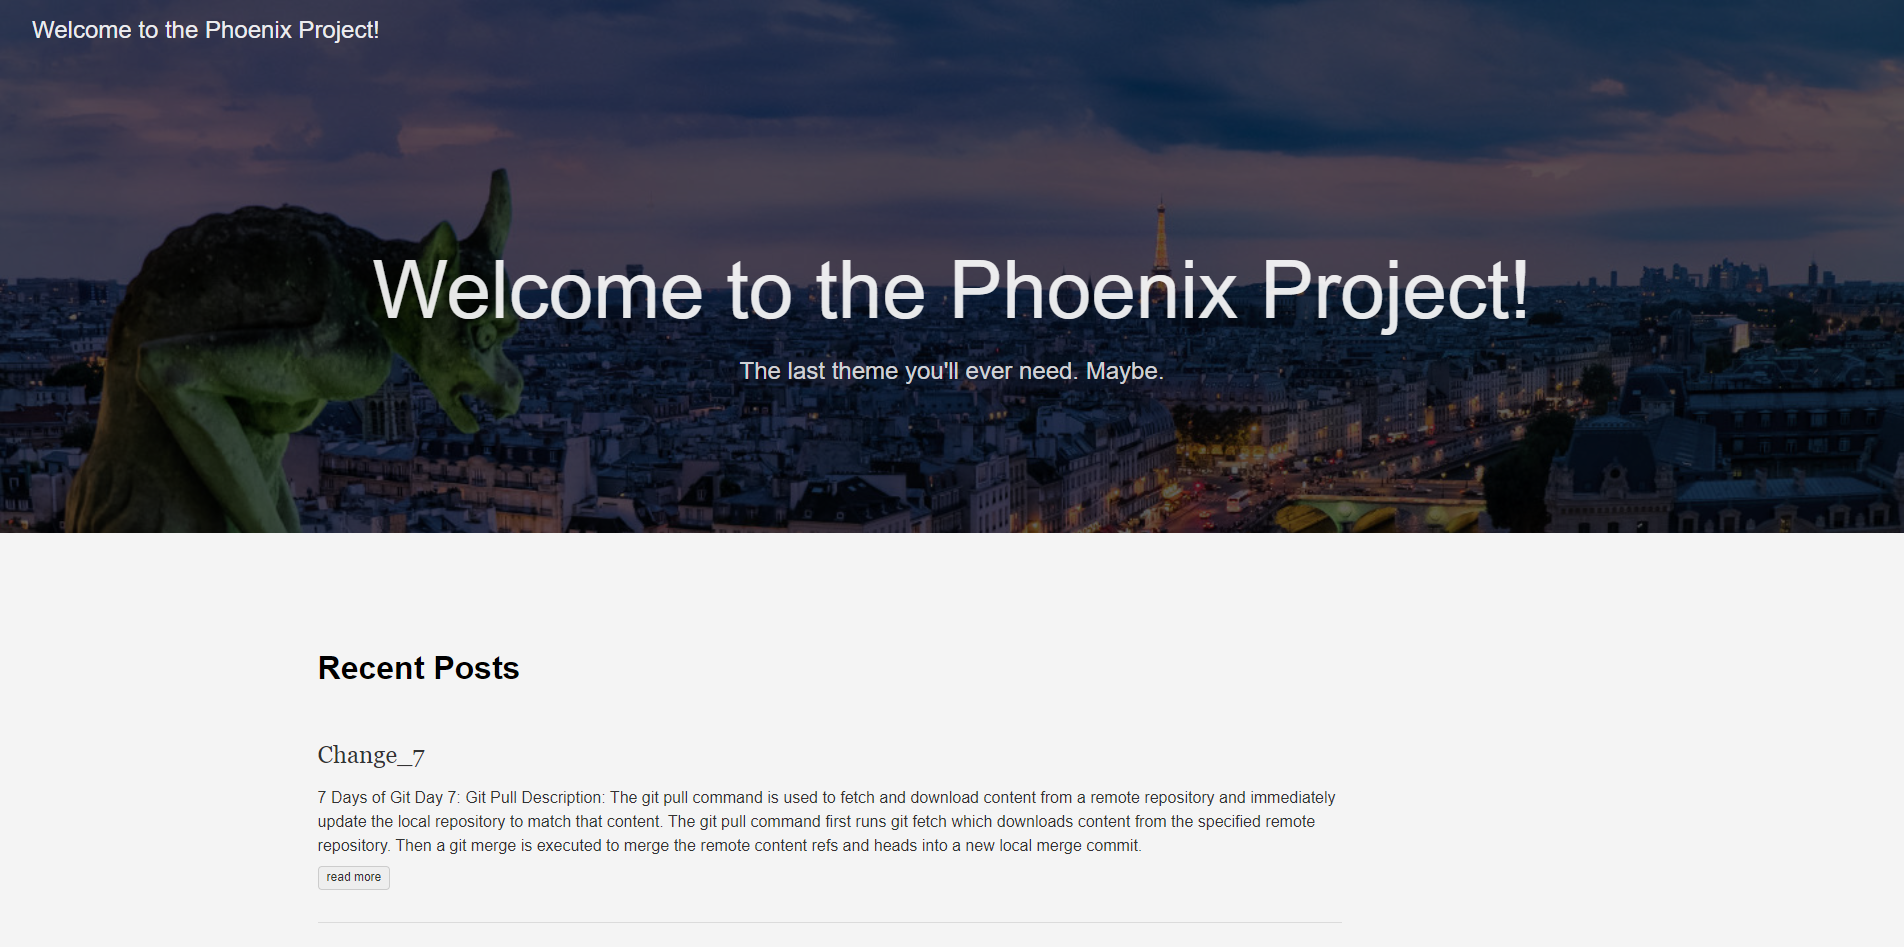 Welcome to the Phoenix Project!
Welcome to the Phoenix Project!
The last theme you'll ever need. Maybe.
Recent Posts
Change_7
7 Days of Git Day 7: Git Pull Description: The git pull command is used to fetch and download content from a remote repository and immediately
update the local repository to match that content. The git pull command first runs git fetch which downloads content from the specified remote
repository. Then a git merge is executed to merge the remote content refs and heads into a new local merge commit.
read more